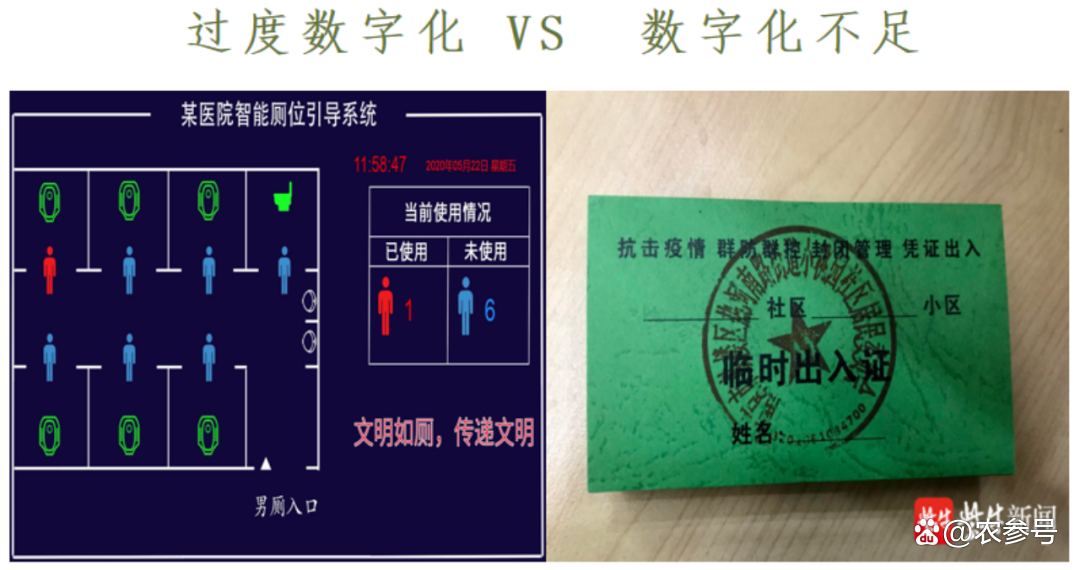 过度数字化 VS 数字化不足
某医院智能厕位引导系统
11:58:47 2020年05月22日 星期五
当前使用情况
已使用 未使用
1 6
文明如厕，传递文明
男厕入口
抗击疫情 群防群控 封闭管理 凭证出入
社区 小区
临时出入证
姓名:
新闻
@农参号